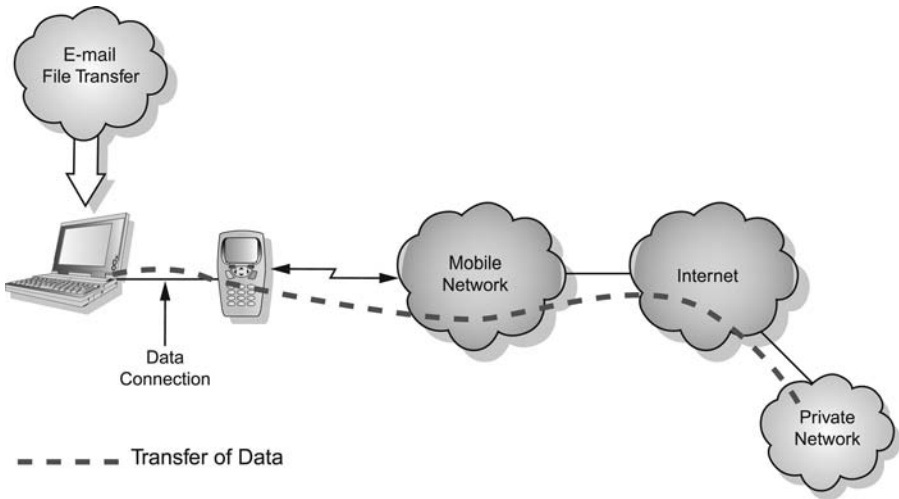 E-mail
File Transfer
Mobile
Network
Internet
Data
Connection
Private
Network
Transfer of Data